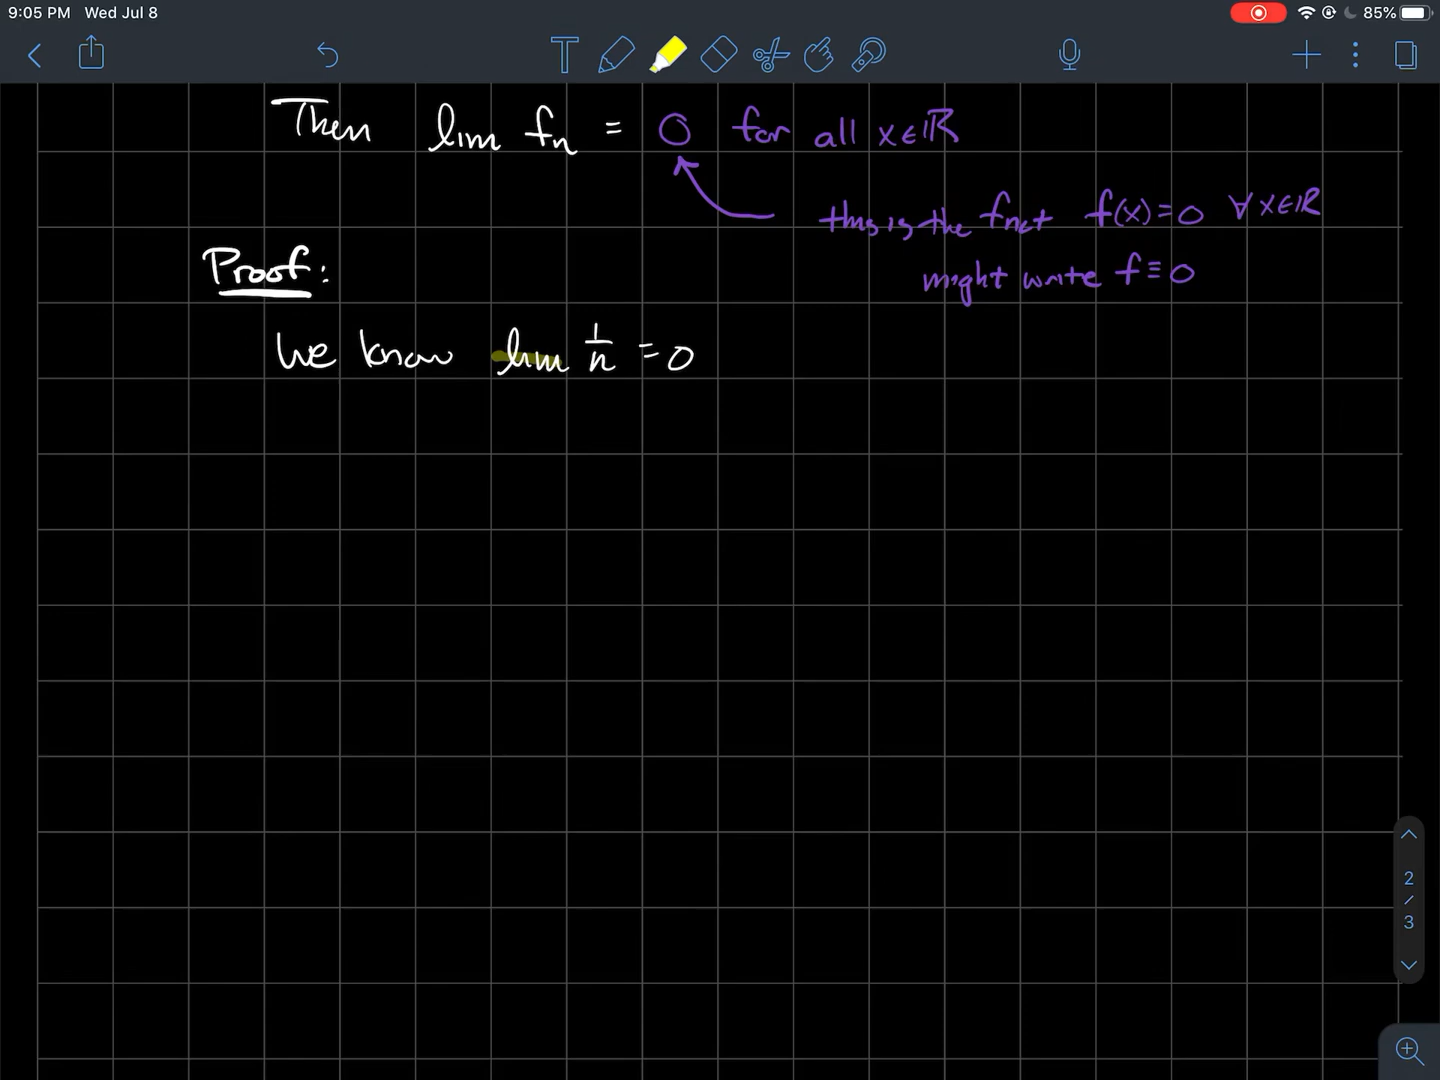 9:05 PM Wed Jul 8 85%
Then lim fn = 0 for all x∈ℝ
this is the fnct f(x)=0 ∀ x∈ℝ
might write f≡0
Proof:
We know lim 1/n = 0
2
/
3